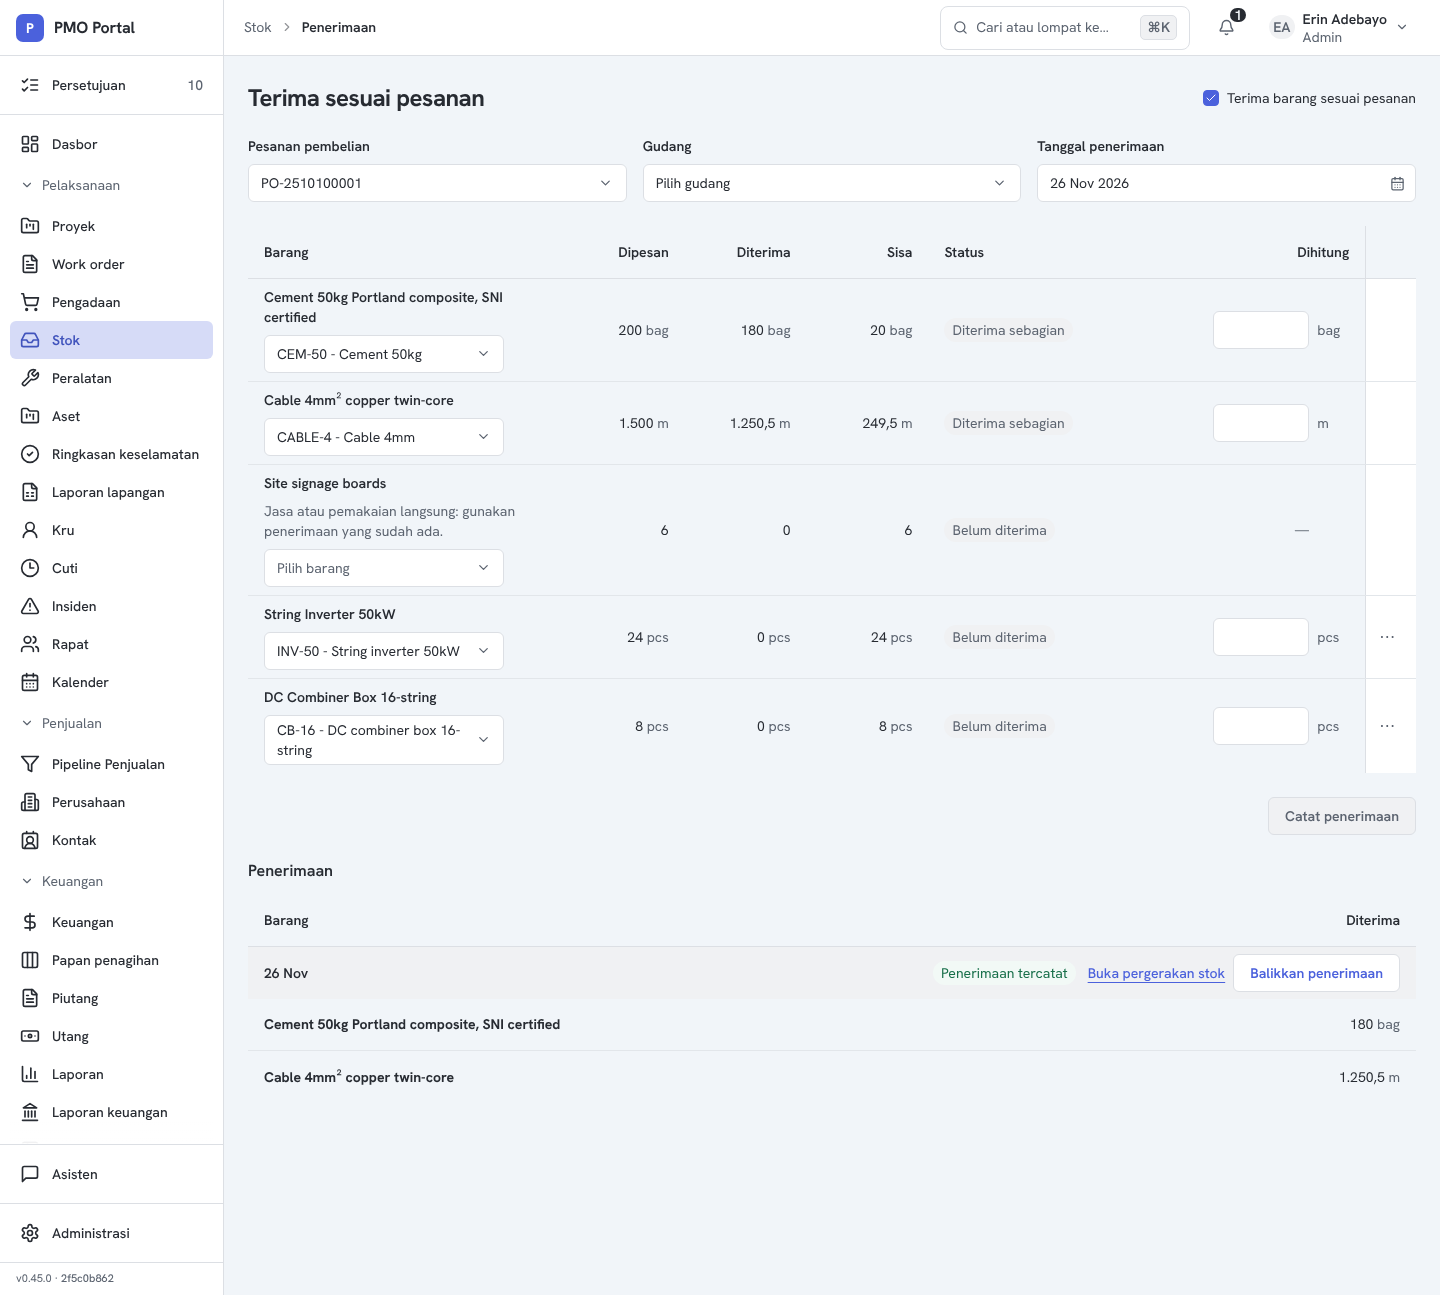 P PMO Portal
Stok > Penerimaan
Cari atau lompat ke... ⌘K
1
EA Erin Adebayo
Admin
Persetujuan 10
Dasbor
Pelaksanaan
Proyek
Work order
Pengadaan
Stok
Peralatan
Aset
Ringkasan keselamatan
Laporan lapangan
Kru
Cuti
Insiden
Rapat
Kalender
Penjualan
Pipeline Penjualan
Perusahaan
Kontak
Keuangan
Keuangan
Papan penagihan
Piutang
Utang
Laporan
Laporan keuangan
Asisten
Administrasi
v0.45.0 · 2f5c0b862
Terima sesuai pesanan
Terima barang sesuai pesanan
Pesanan pembelian Gudang Tanggal penerimaan
PO-2510100001 Pilih gudang 26 Nov 2026
Barang Dipesan Diterima Sisa Status Dihitung
Cement 50kg Portland composite, SNI
certified
CEM-50 - Cement 50kg
200 bag 180 bag 20 bag Diterima sebagian bag
Cable 4mm² copper twin-core
CABLE-4 - Cable 4mm
1.500 m 1.250,5 m 249,5 m Diterima sebagian m
Site signage boards
Jasa atau pemakaian langsung: gunakan
penerimaan yang sudah ada.
Pilih barang
6 0 6 Belum diterima —
String Inverter 50kW
INV-50 - String inverter 50kW
24 pcs 0 pcs 24 pcs Belum diterima pcs ...
DC Combiner Box 16-string
CB-16 - DC combiner box 16-
string
8 pcs 0 pcs 8 pcs Belum diterima pcs ...
Catat penerimaan
Penerimaan
Barang Diterima
26 Nov Penerimaan tercatat Buka pergerakan stok Balikkan penerimaan
Cement 50kg Portland composite, SNI certified 180 bag
Cable 4mm² copper twin-core 1.250,5 m